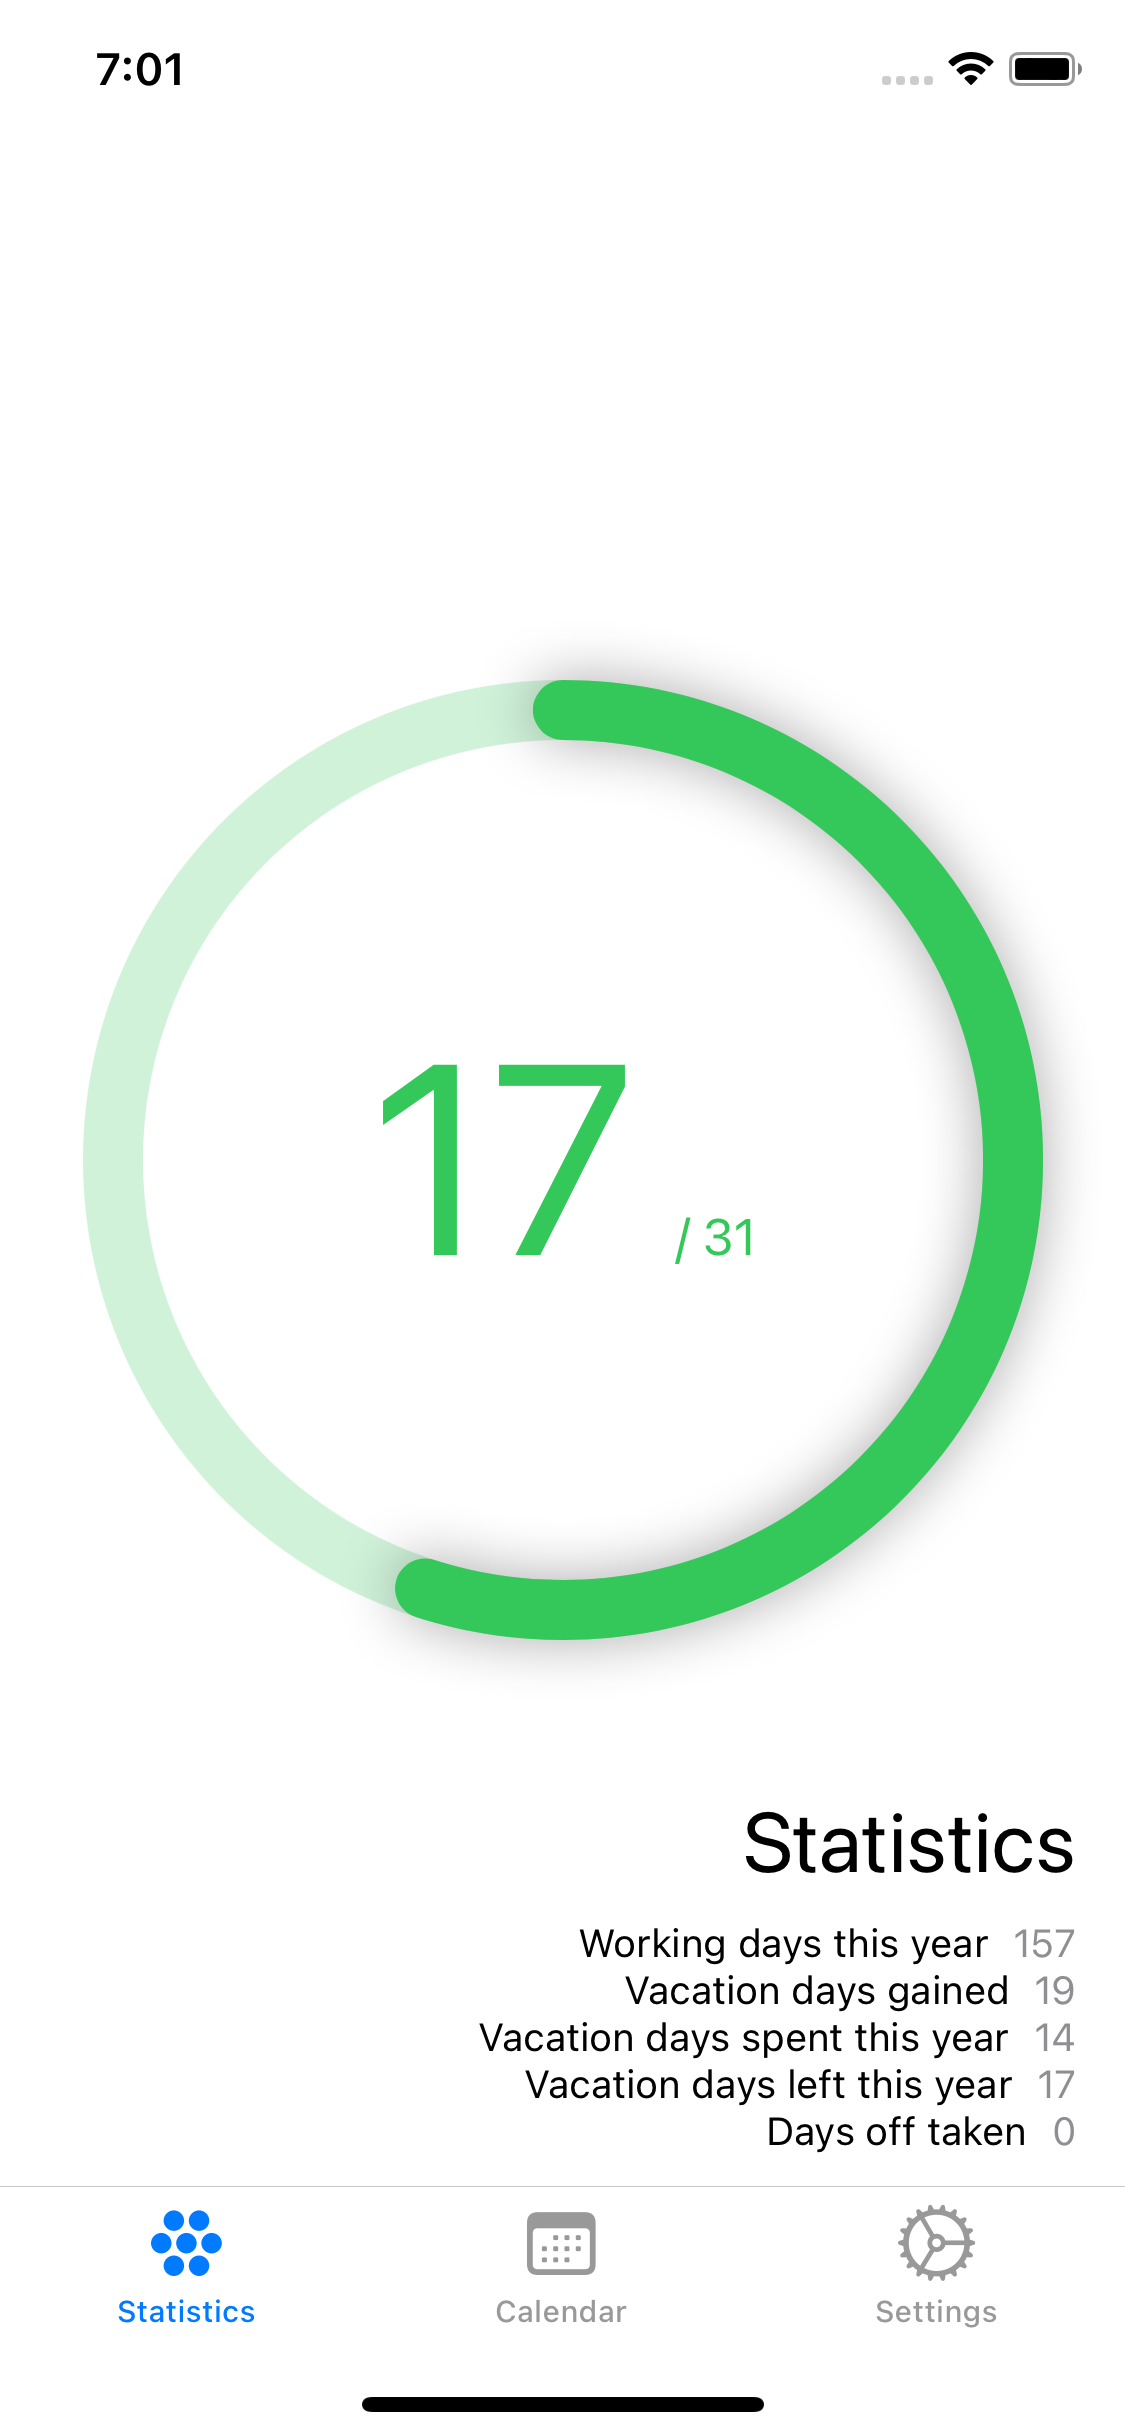 7:01
17 / 31
Statistics
Working days this year 157
Vacation days gained 19
Vacation days spent this year 14
Vacation days left this year 17
Days off taken 0
Statistics Calendar Settings